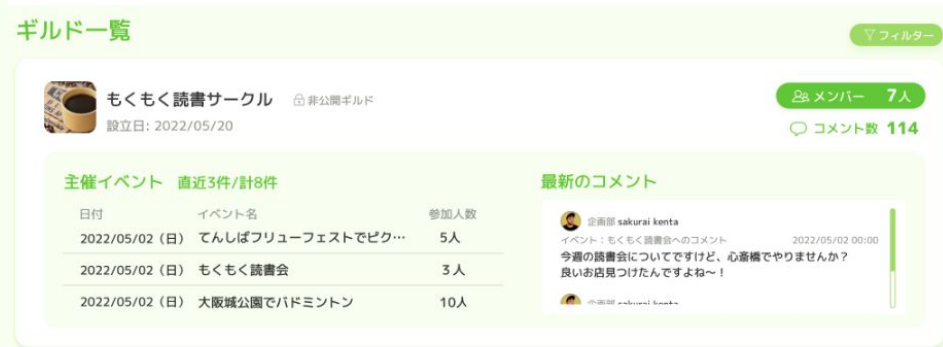 ギルド一覧
フィルター
もくもく読書サークル 非公開ギルド
設立日: 2022/05/20
メンバー 7人
コメント数 114
主催イベント 直近3件/計8件
日付 イベント名 参加人数
2022/05/02（日） てんしばフリューフェストでピク… 5人
2022/05/02（日） もくもく読書会 3人
2022/05/02（日） 大阪城公園でバドミントン 10人
最新のコメント
企画部 sakurai kenta
イベント：もくもく読書会へのコメント 2022/05/02 00:00
今週の読書会についてですけど、心斎橋でやりませんか？
良いお店見つけたんですよね〜！
企画部 sakurai kenta